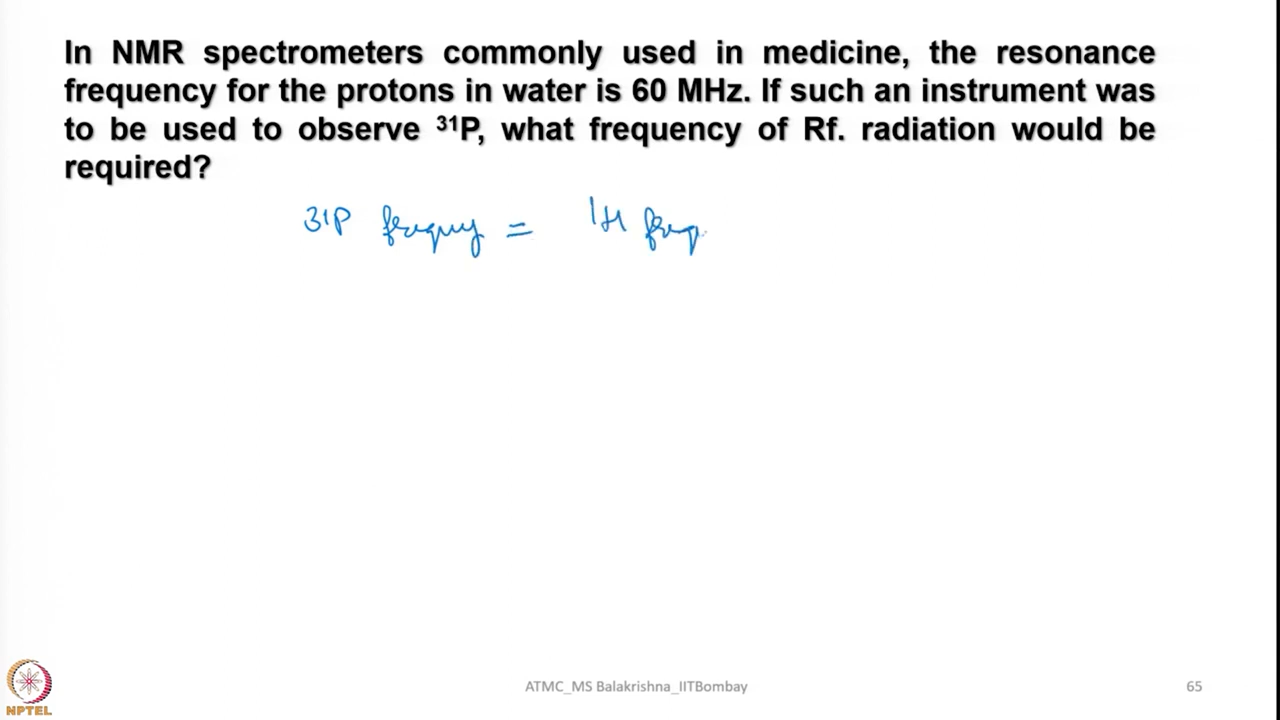 In NMR spectrometers commonly used in medicine, the resonance
frequency for the protons in water is 60 MHz. If such an instrument was
to be used to observe ³¹P, what frequency of Rf. radiation would be
required?
³¹P frequy = ¹H freq
NPTEL
ATMC_MS Balakrishna_IITBombay
65